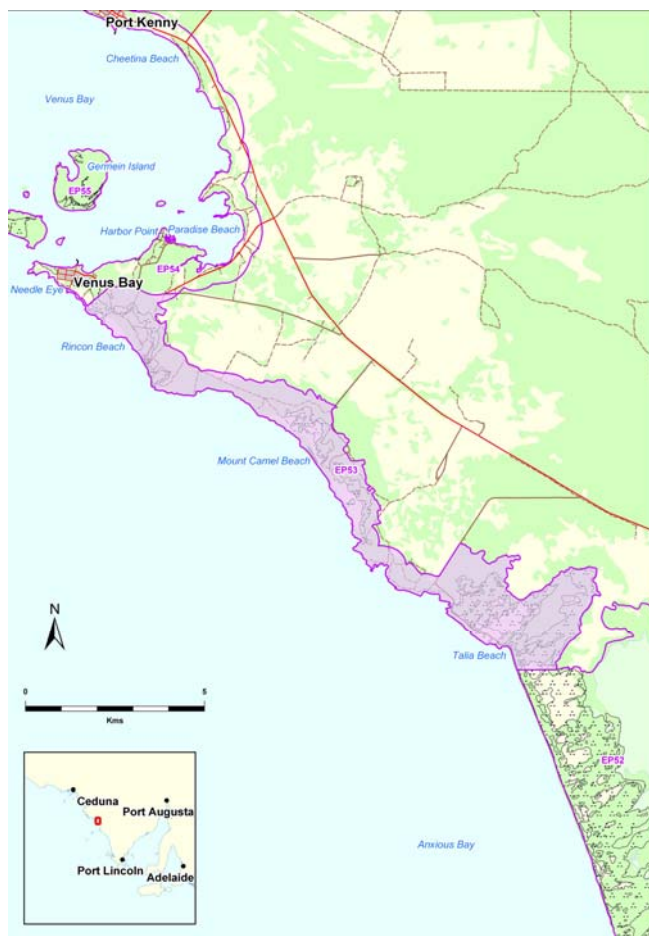 Port Kenny
Cheetina Beach
Venus Bay
Germein Island
EP55
Harbor Point
Paradise Beach
EP54
Needle Eye
Venus Bay
Rincon Beach
Mount Camel Beach
EP53
N
Talia Beach
0 5
Kms
EP52
Ceduna
Port Augusta
Port Lincoln
Adelaide
Anxious Bay